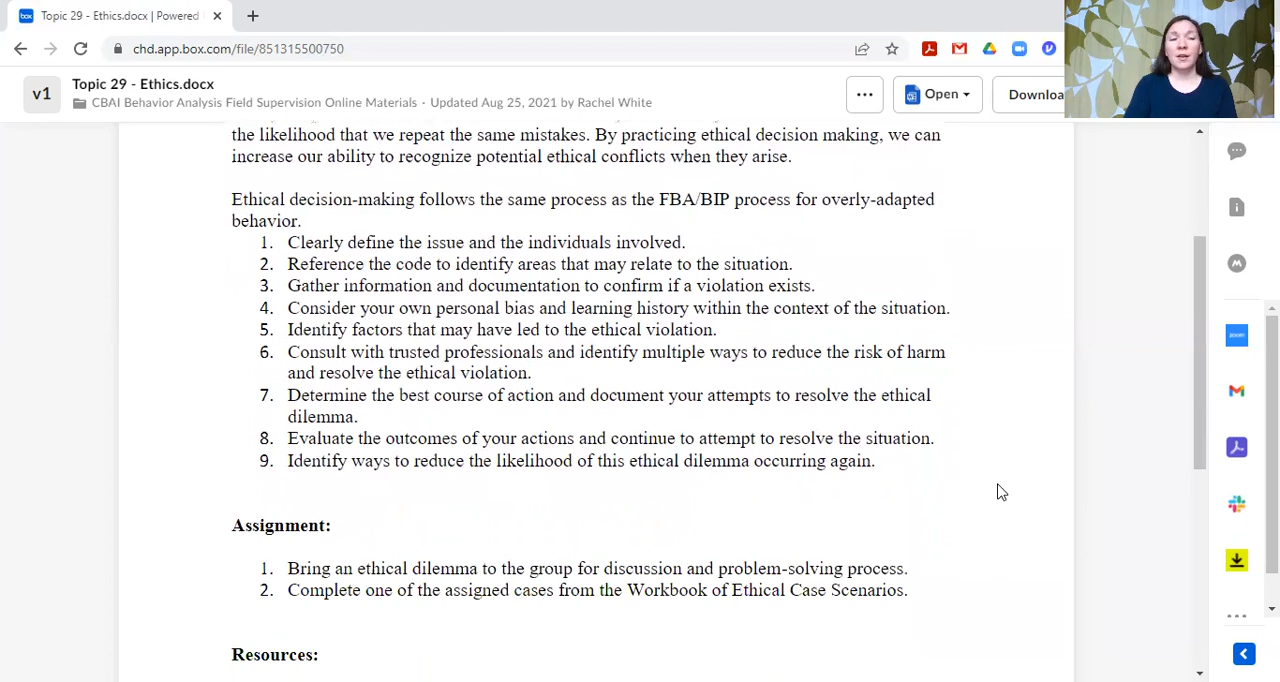 Topic 29 - Ethics.docx | Powered
chd.app.box.com/file/851315500750
v1
Topic 29 - Ethics.docx
CBAI Behavior Analysis Field Supervision Online Materials · Updated Aug 25, 2021 by Rachel White
Open
Downloa
the likelihood that we repeat the same mistakes. By practicing ethical decision making, we can
increase our ability to recognize potential ethical conflicts when they arise.
Ethical decision-making follows the same process as the FBA/BIP process for overly-adapted
behavior.
1. Clearly define the issue and the individuals involved.
2. Reference the code to identify areas that may relate to the situation.
3. Gather information and documentation to confirm if a violation exists.
4. Consider your own personal bias and learning history within the context of the situation.
5. Identify factors that may have led to the ethical violation.
6. Consult with trusted professionals and identify multiple ways to reduce the risk of harm
and resolve the ethical violation.
7. Determine the best course of action and document your attempts to resolve the ethical
dilemma.
8. Evaluate the outcomes of your actions and continue to attempt to resolve the situation.
9. Identify ways to reduce the likelihood of this ethical dilemma occurring again.
Assignment:
1. Bring an ethical dilemma to the group for discussion and problem-solving process.
2. Complete one of the assigned cases from the Workbook of Ethical Case Scenarios.
Resources: